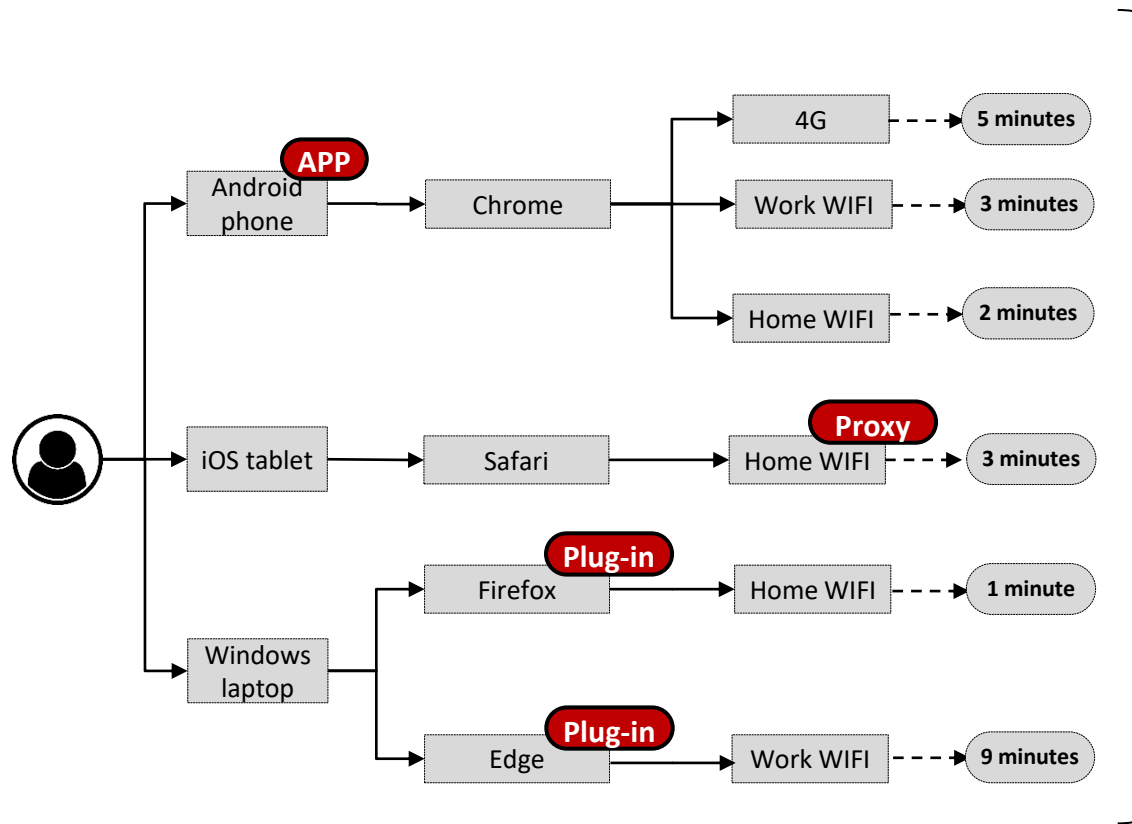 4G
5 minutes
APP
Android
phone
Chrome
Work WIFI
3 minutes
Home WIFI
2 minutes
Proxy
iOS tablet
Safari
Home WIFI
3 minutes
Plug-in
Firefox
Home WIFI
1 minute
Windows
laptop
Plug-in
Edge
Work WIFI
9 minutes